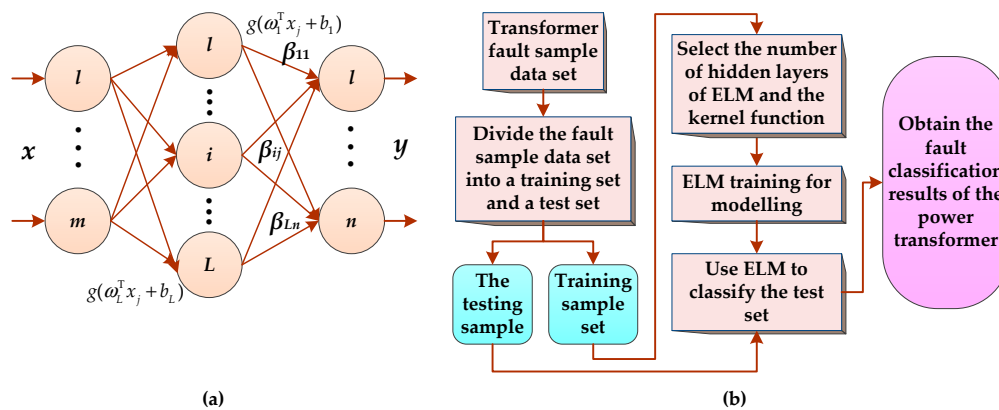 g(ω₁ᵀxⱼ+b₁)
β11
l
l
l
x
i
βij
y
m
βLn
n
L
g(ω_Lᵀxⱼ+b_L)
(a)
Transformer
fault sample
data set
Divide the fault
sample data set
into a training set
and a test set
The
testing
sample
Training
sample
set
Select the number
of hidden layers
of ELM and the
kernel function
ELM training for
modelling
Use ELM to
classify the test
set
Obtain the
fault
classification
results of the
power
transformer
(b)